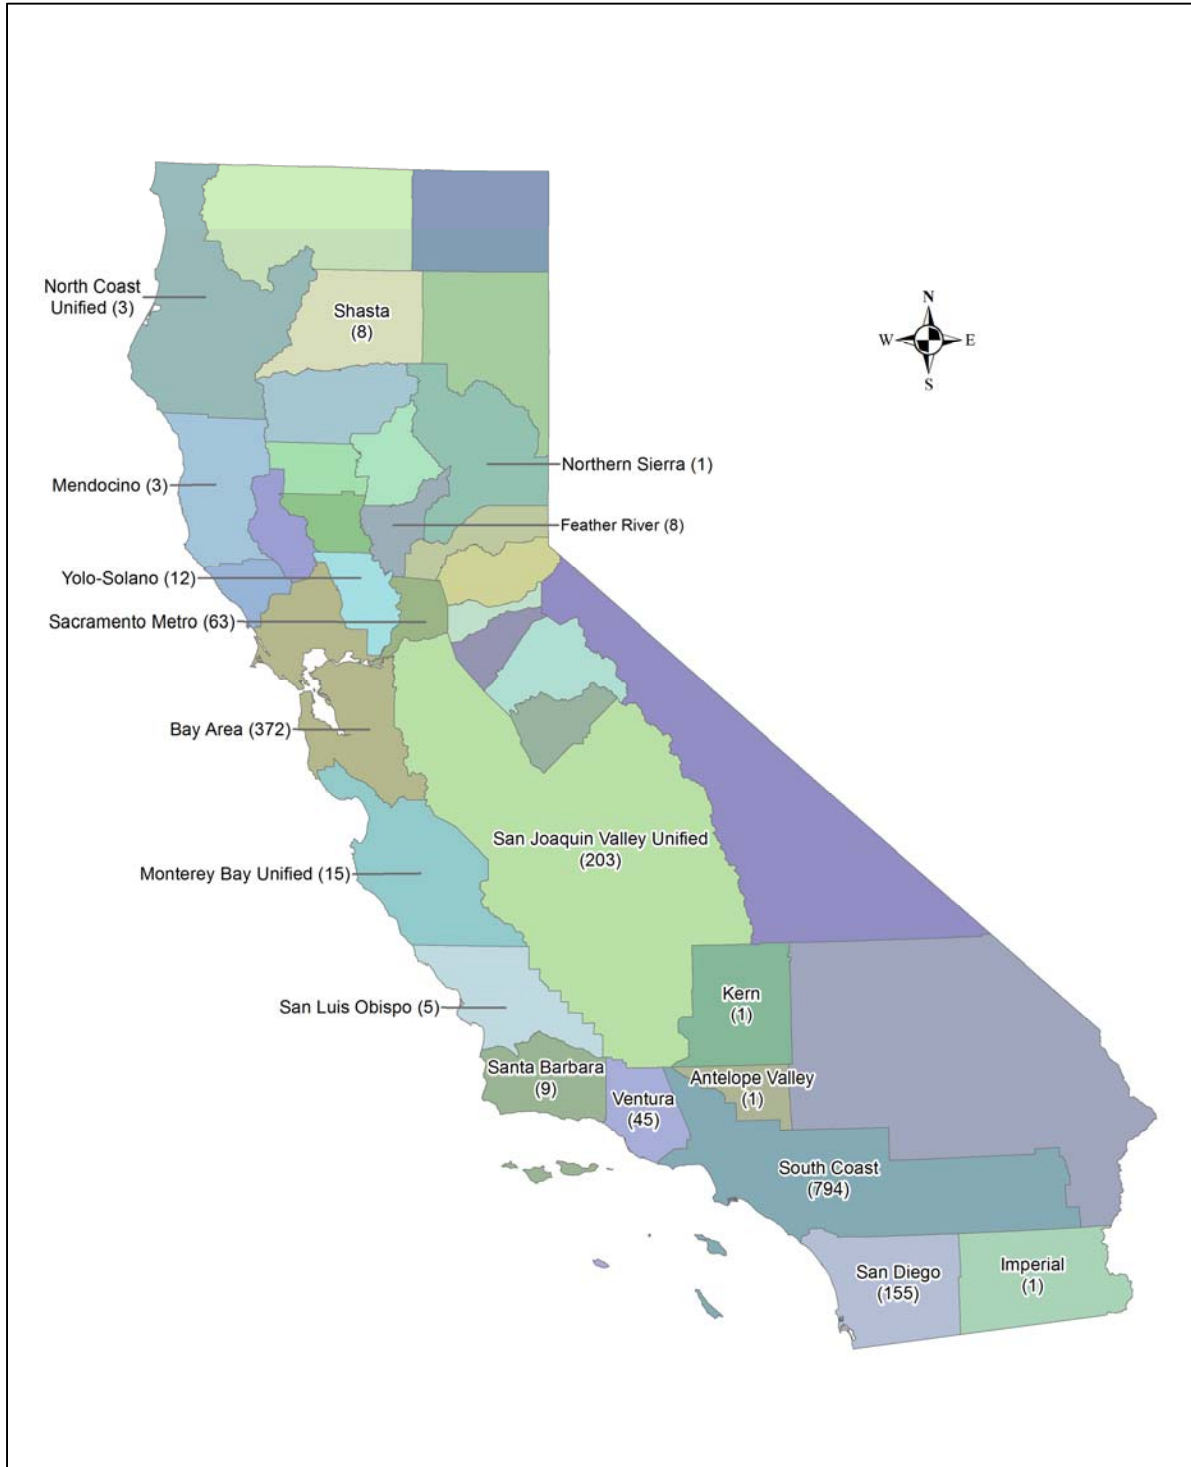 North Coast
Unified (3)
Shasta
(8)
N
W
E
S
Northern Sierra (1)
Mendocino (3)
Feather River (8)
Yolo-Solano (12)
Sacramento Metro (63)
Bay Area (372)
San Joaquin Valley Unified
(203)
Monterey Bay Unified (15)
Kern
(1)
San Luis Obispo (5)
Santa Barbara
(9)
Ventura
(45)
Antelope Valley
(1)
South Coast
(794)
San Diego
(155)
Imperial
(1)